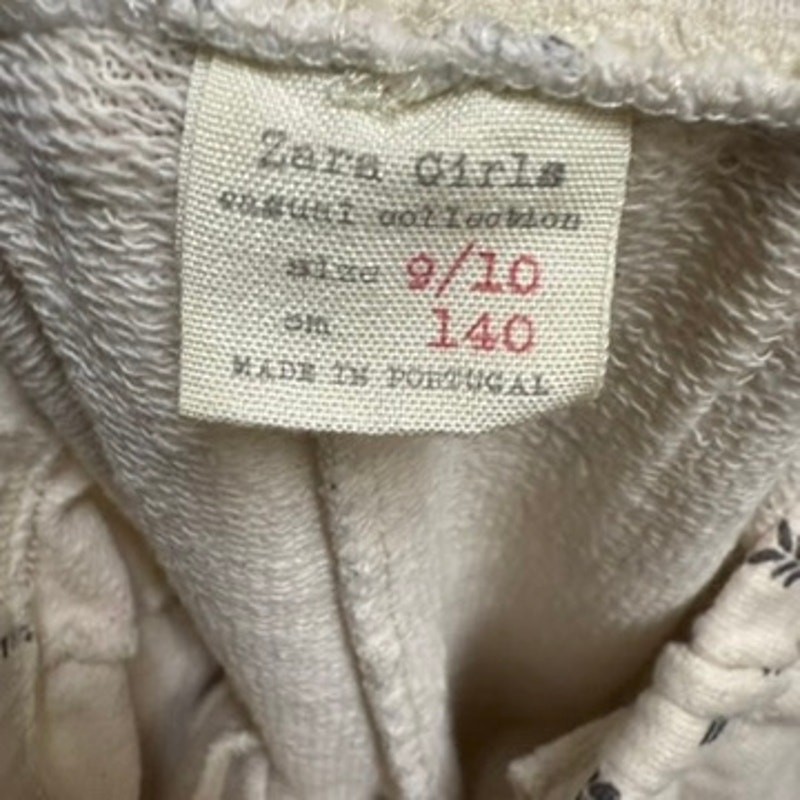 Zara Girls
casual collection
size 9/10
cm 140
MADE IN PORTUGAL